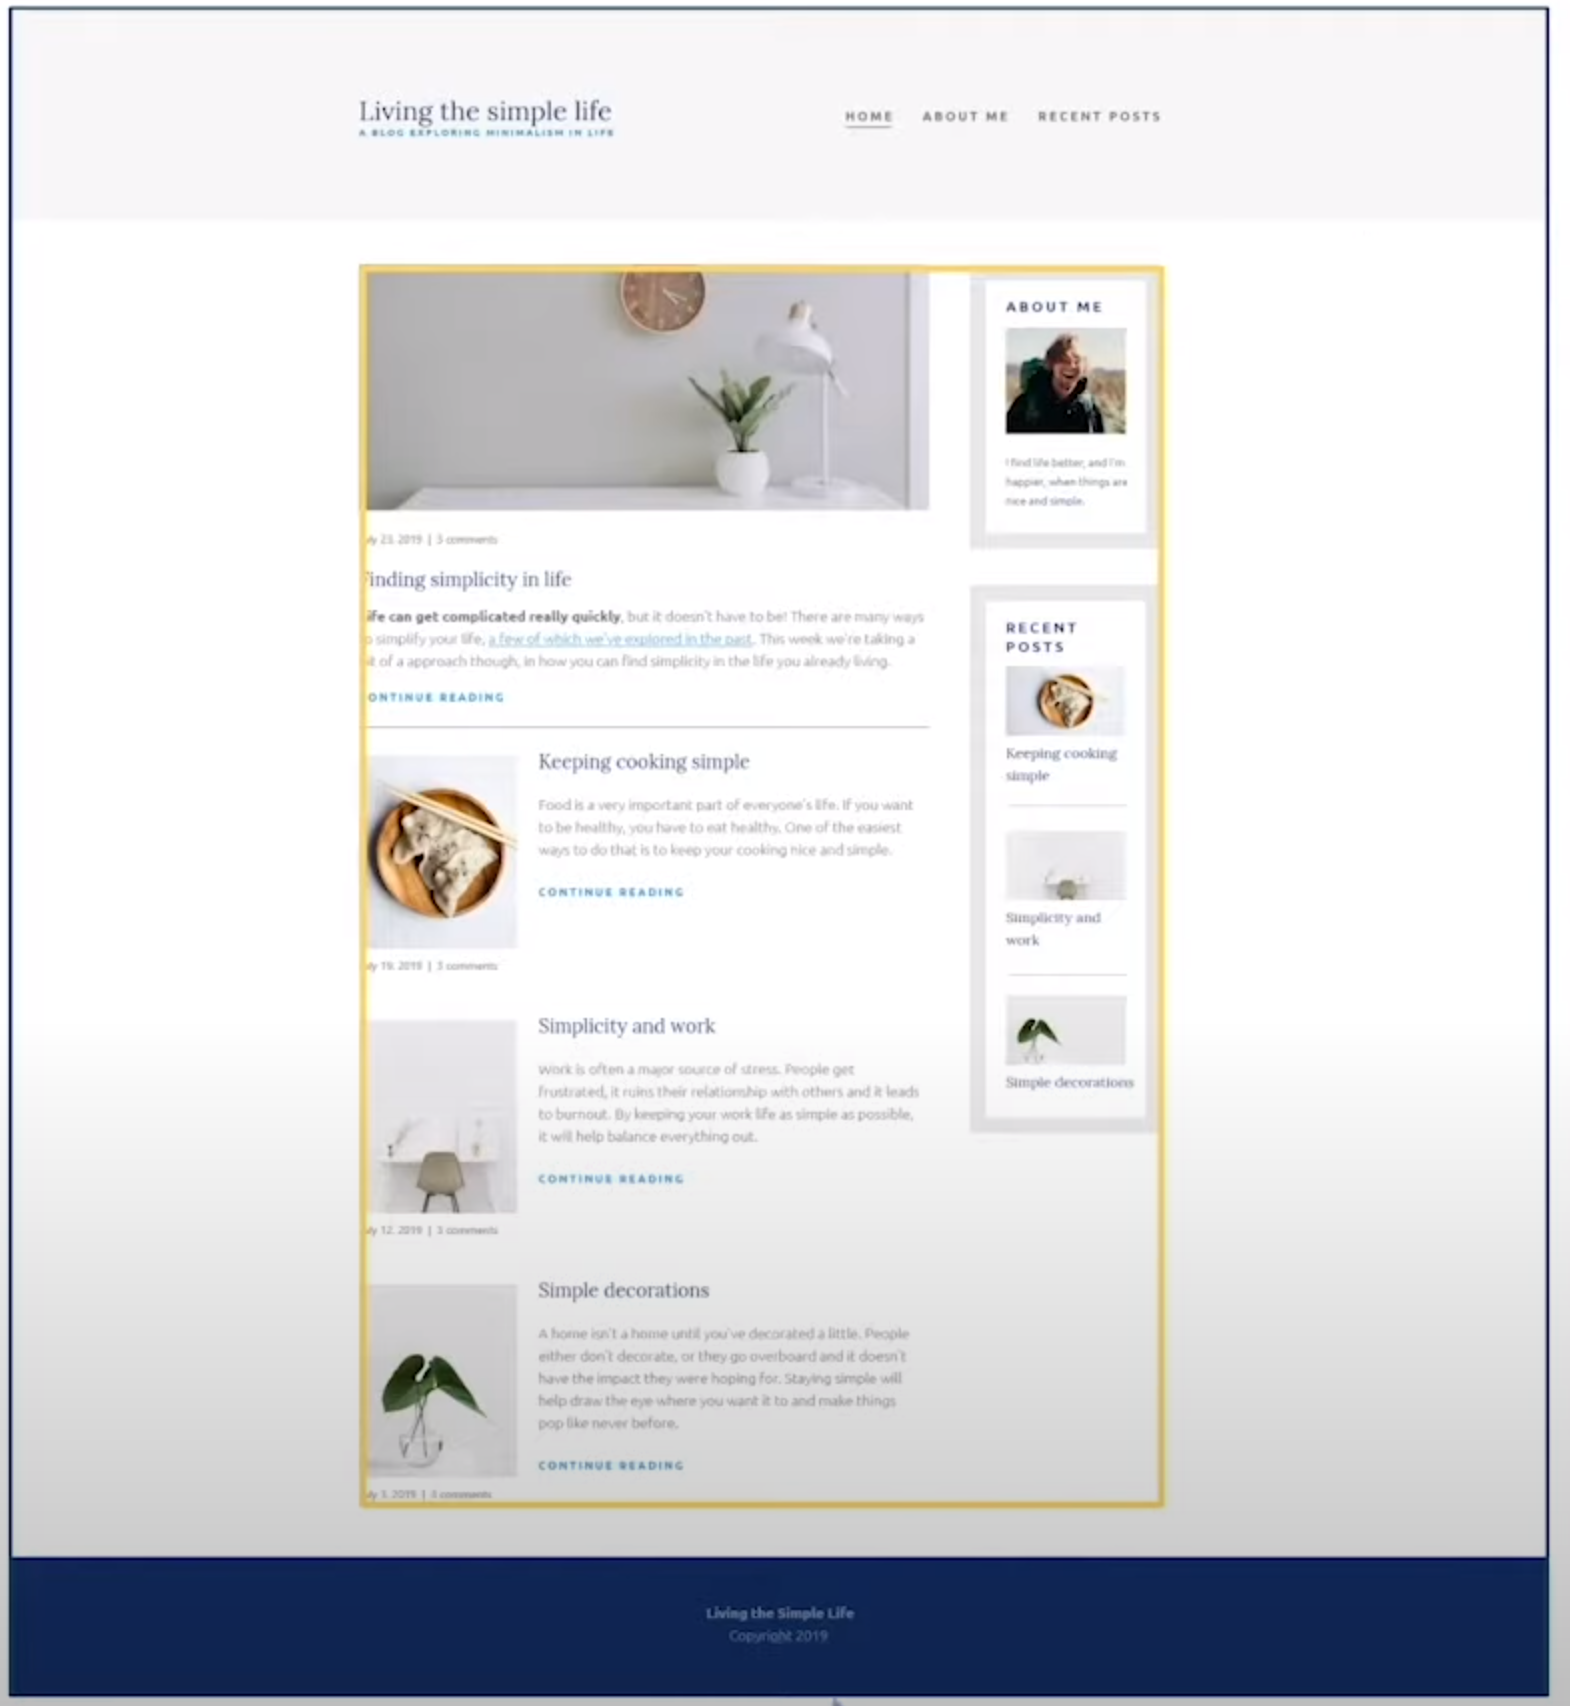 Living the simple life
A BLOG EXPLORING MINIMALISM IN LIFE
HOME ABOUT ME RECENT POSTS
ly 23, 2019 | 3 comments
inding simplicity in life
ife can get complicated really quickly, but it doesn't have to be! There are many ways
o simplify your life, a few of which we've explored in the past. This week we're taking a
it of a approach though, in how you can find simplicity in the life you already living.
ONTINUE READING
Keeping cooking simple
Food is a very important part of everyone's life. If you want
to be healthy, you have to eat healthy. One of the easiest
ways to do that is to keep your cooking nice and simple.
CONTINUE READING
ly 19, 2019 | 3 comments
Simplicity and work
Work is often a major source of stress. People get
frustrated, it ruins their relationship with others and it leads
to burnout. By keeping your work life as simple as possible,
it will help balance everything out.
CONTINUE READING
ly 12, 2019 | 3 comments
Simple decorations
A home isn't a home until you've decorated a little. People
either don't decorate, or they go overboard and it doesn't
have the impact they were hoping for. Staying simple will
help draw the eye where you want it to and make things
pop like never before.
CONTINUE READING
ly 3, 2019 | comments
ABOUT ME
I find life better, and I'm
happier, when things are
nice and simple.
RECENT
POSTS
Keeping cooking
simple
Simplicity and
work
Simple decorations
Living the Simple Life
Copyright 2019